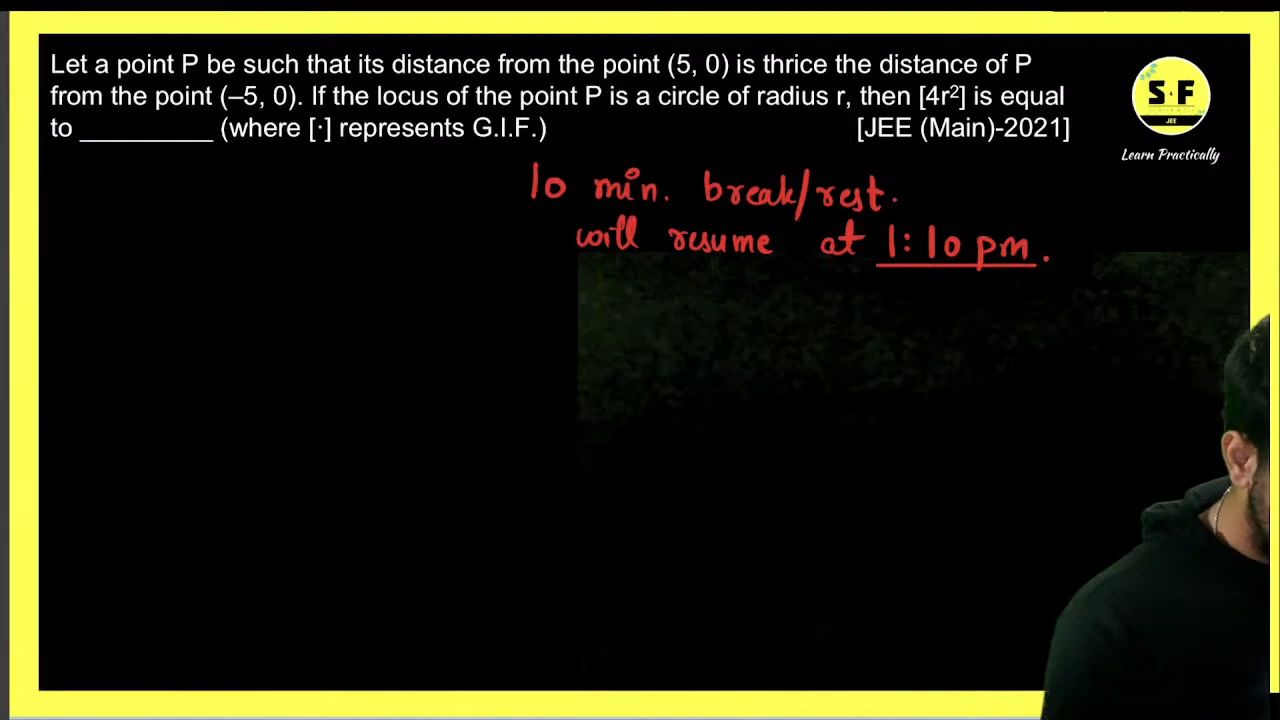 Let a point P be such that its distance from the point (5, 0) is thrice the distance of P
from the point (–5, 0). If the locus of the point P is a circle of radius r, then [4r²] is equal
to _________ (where [·] represents G.I.F.) [JEE (Main)-2021]
S&F
JEE
Learn Practically
10 min. break/rest.
will resume at 1:10 pm.